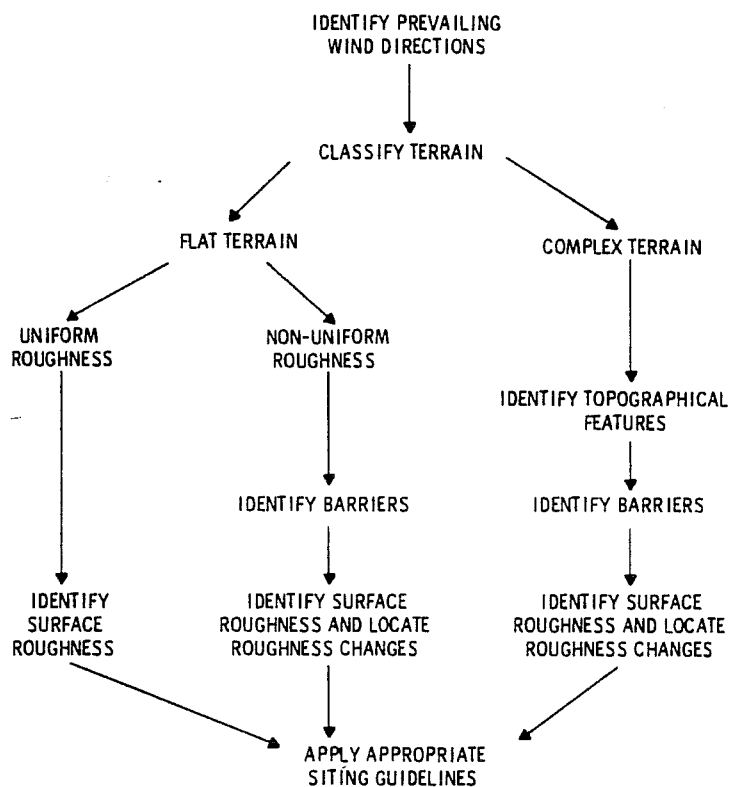 IDENTIFY PREVAILING
WIND DIRECTIONS
CLASSIFY TERRAIN
FLAT TERRAIN
COMPLEX TERRAIN
UNIFORM
ROUGHNESS
NON-UNIFORM
ROUGHNESS
IDENTIFY TOPOGRAPHICAL
FEATURES
IDENTIFY BARRIERS
IDENTIFY BARRIERS
IDENTIFY
SURFACE
ROUGHNESS
IDENTIFY SURFACE
ROUGHNESS AND LOCATE
ROUGHNESS CHANGES
IDENTIFY SURFACE
ROUGHNESS AND LOCATE
ROUGHNESS CHANGES
APPLY APPROPRIATE
SITING GUIDELINES